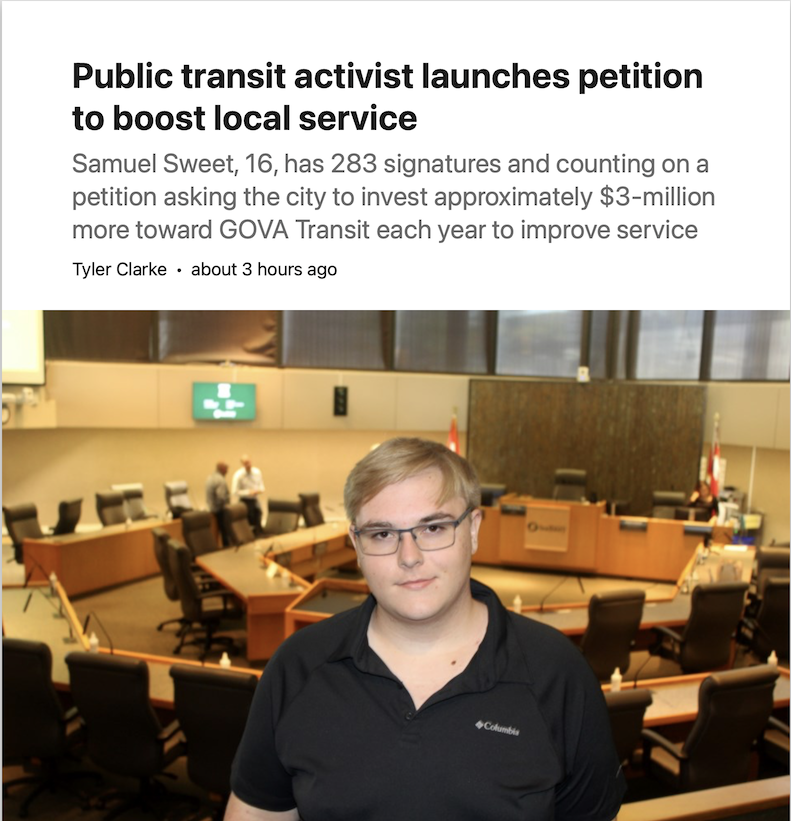 Public transit activist launches petition
to boost local service
Samuel Sweet, 16, has 283 signatures and counting on a
petition asking the city to invest approximately $3-million
more toward GOVA Transit each year to improve service
Tyler Clarke • about 3 hours ago
Columbia